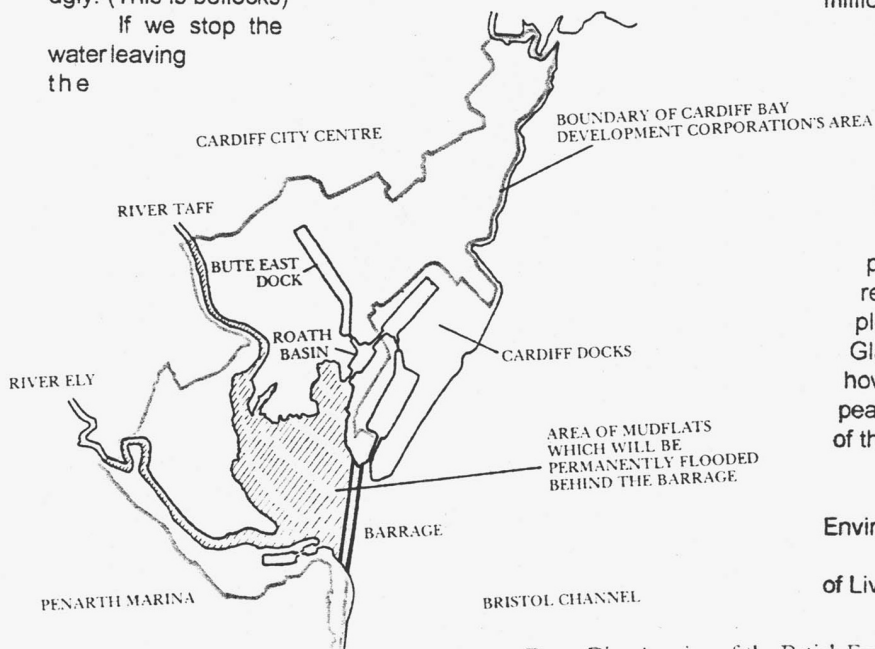 ugly. (This is bollocks)
If we stop the
water leaving
the
CARDIFF CITY CENTRE
BOUNDARY OF CARDIFF BAY
DEVELOPMENT CORPORATION'S AREA
RIVER TAFF
BUTE EAST
DOCK
ROATH
BASIN
CARDIFF DOCKS
RIVER ELY
AREA OF MUDFLATS
WHICH WILL BE
PERMANENTLY FLOODED
BEHIND THE BARRAGE
BARRAGE
PENARTH MARINA
BRISTOL CHANNEL
p
re
pl
Gl
hov
pea
of th
Envir
of Liv